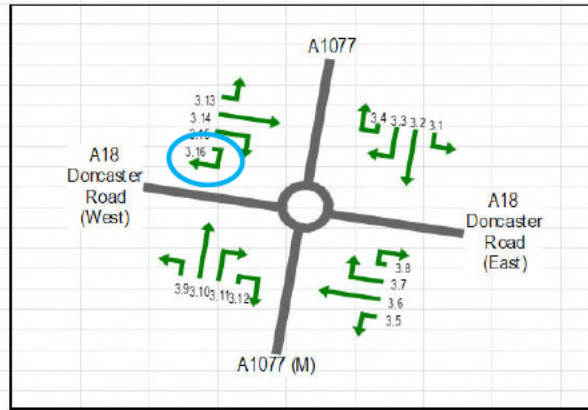 A1077
3.13
3.14
3.15
3.16
3.4 3.3 3.2 3.1
A18
Doncaster
Road
(West)
A18
Doncaster
Road
(East)
3.8
3.7
3.6
3.5
3.9 3.10 3.11 3.12
A1077 (M)